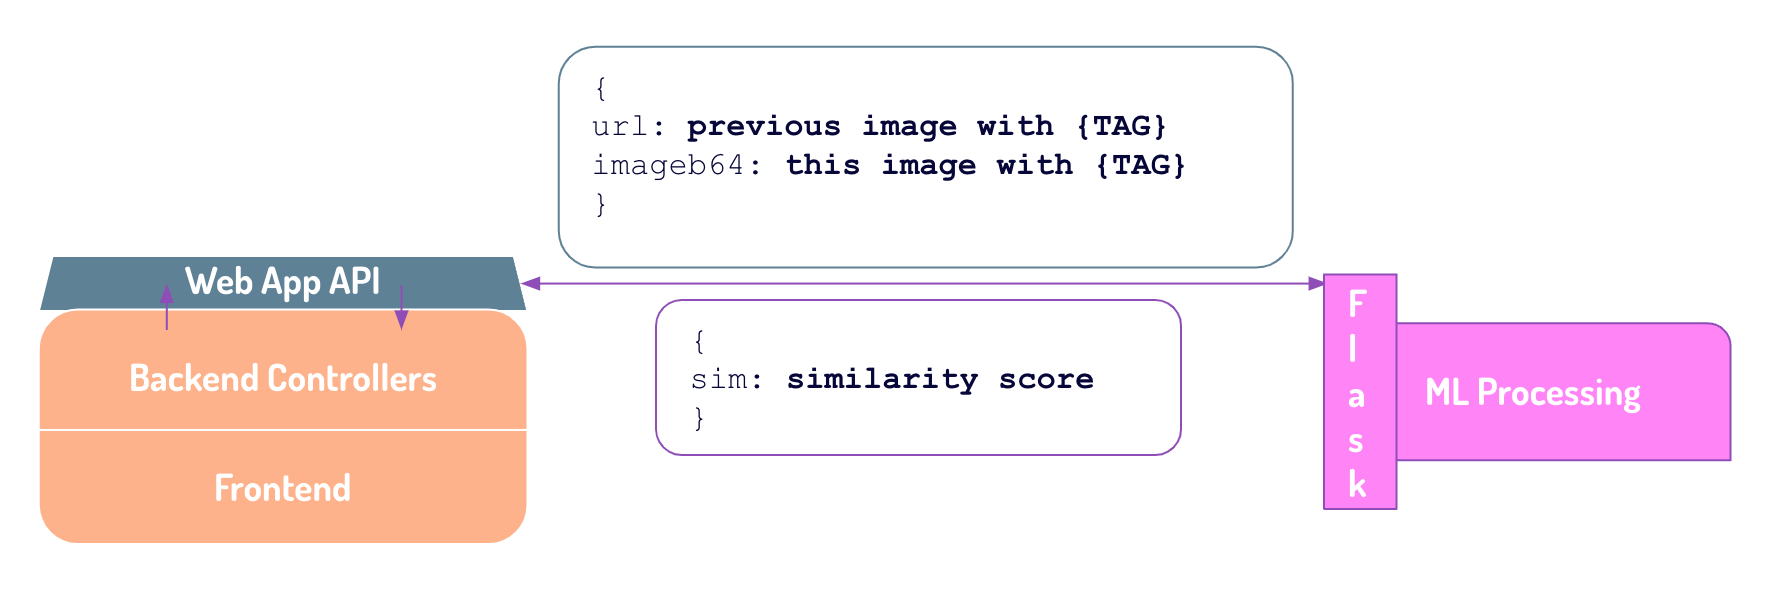 {
url: previous image with {TAG}
imageb64: this image with {TAG}
}
Web App API
Backend Controllers
Frontend
{
sim: similarity score
}
Flask
ML Processing